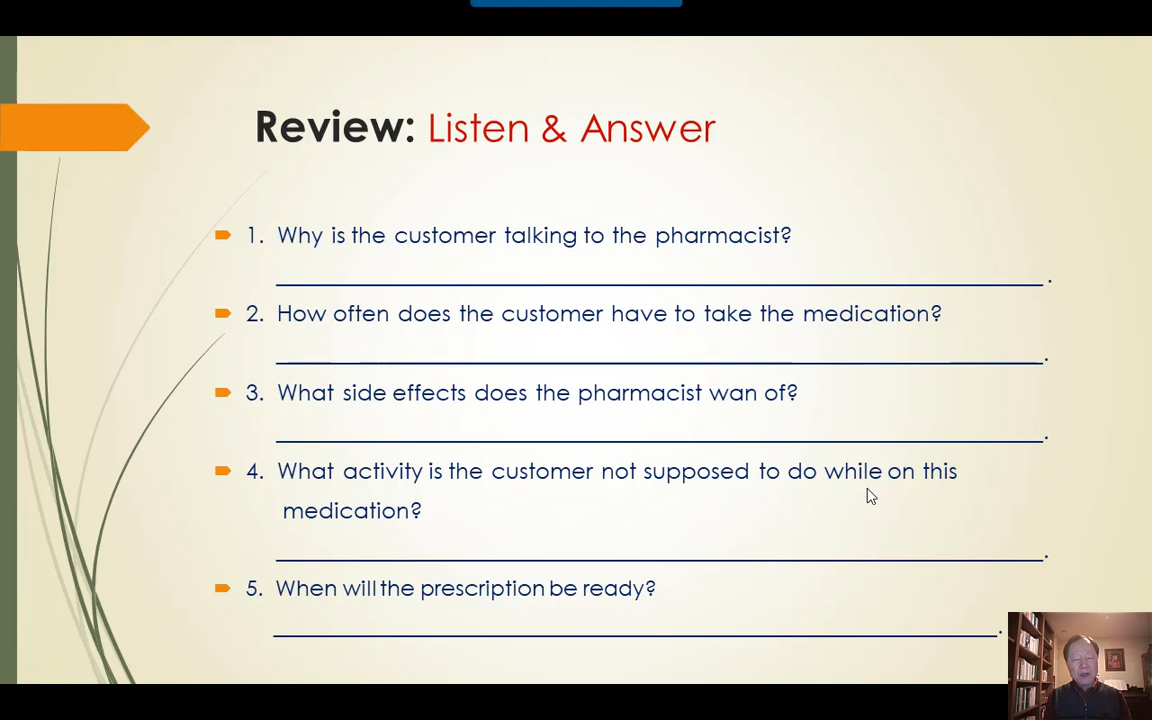 Review: Listen & Answer
1. Why is the customer talking to the pharmacist?
.
2. How often does the customer have to take the medication?
.
3. What side effects does the pharmacist wan of?
.
4. What activity is the customer not supposed to do while on this
medication?
.
5. When will the prescription be ready?
.